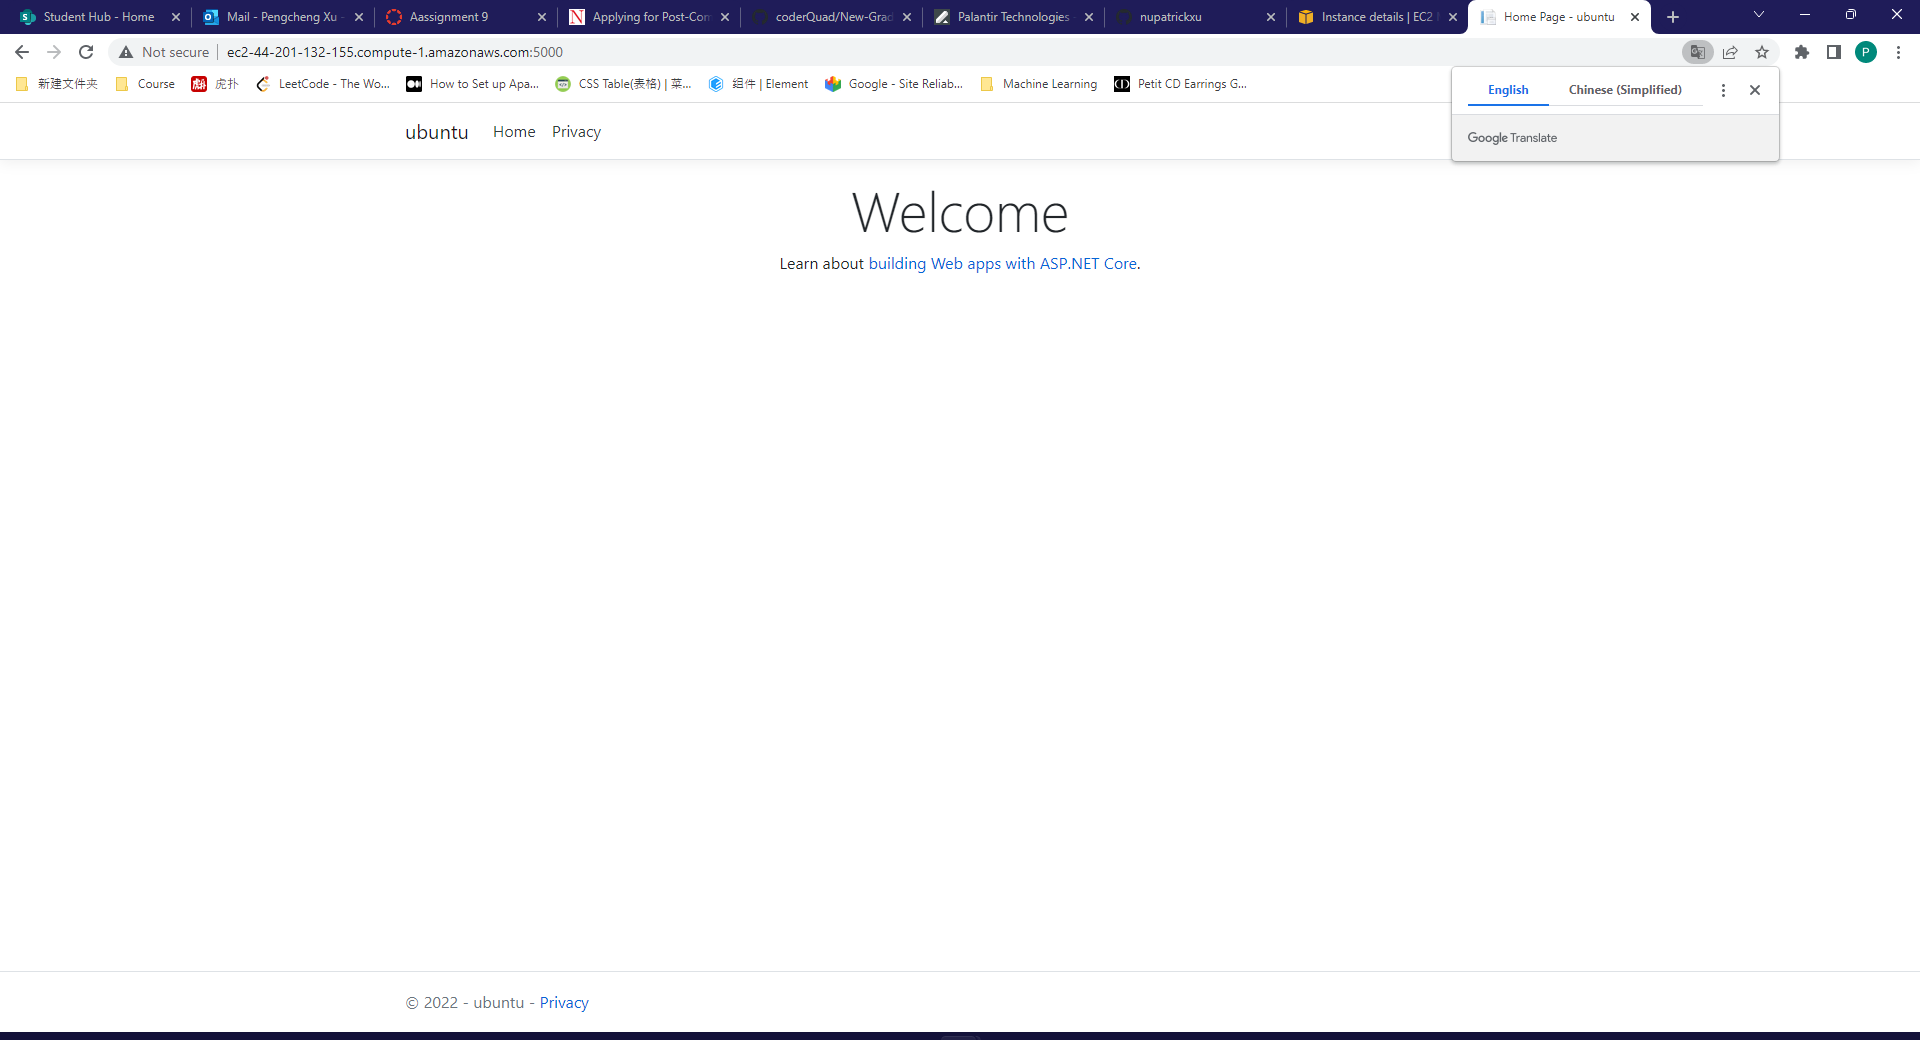 Student Hub - Home
Mail - Pengcheng Xu -
Aassignment 9
Applying for Post-Com
coderQuad/New-Grad
Palantir Technologies
nupatrickxu
Instance details | EC2
Home Page - ubuntu
Not secure | ec2-44-201-132-155.compute-1.amazonaws.com:5000
P
新建文件夹
Course
虎扑
LeetCode - The Wo...
How to Set up Apa...
CSS Table(表格) | 菜...
组件 | Element
Google - Site Reliab...
Machine Learning
Petit CD Earrings G...
English
Chinese (Simplified)
Google Translate
ubuntu Home Privacy
Welcome
Learn about building Web apps with ASP.NET Core.
© 2022 - ubuntu - Privacy